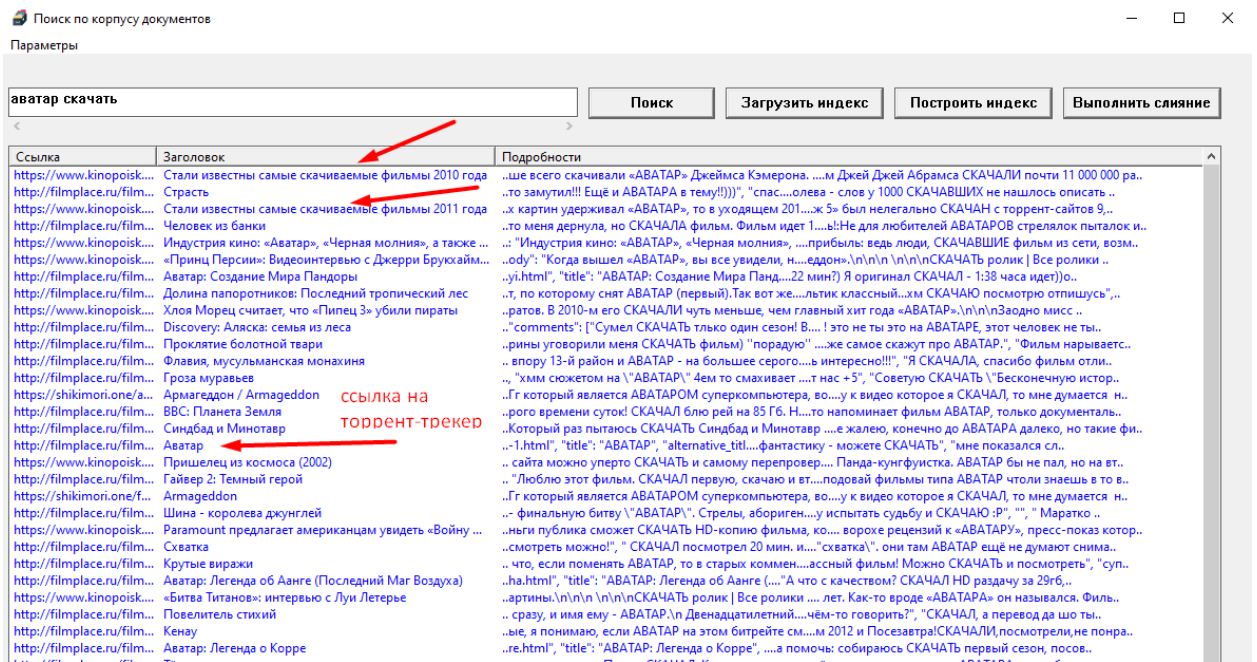 Поиск по корпусу документов
Параметры
аватар скачать
Поиск
Загрузить индекс
Построить индекс
Выполнить слияние
Ссылка Заголовок Подробности
https://www.kinopoisk.... Стали известны самые скачиваемые фильмы 2010 года ..ше всего скачивали «АВАТАР» Джеймса Кэмерона. ....м Джей Джей Абрамса СКАЧАЛИ почти 11 000 000 ра..
http://filmplace.ru/film... Страсть ..то замутил!!! Ещё и АВАТАРА в тему!!)))", "спас....олева - слов у 1000 СКАЧАВШИХ не нашлось описать ..
https://www.kinopoisk.... Стали известны самые скачиваемые фильмы 2011 года ..х картин удерживал «АВАТАР», то в уходящем 201....ж 5» был нелегально СКАЧАН с торрент-сайтов 9,..
http://filmplace.ru/film... Человек из банки ..то меня дернула, но СКАЧАЛА фильм. Фильм идет 1....ь!:Не для любителей АВАТАРОВ стрелялок пыталок и..
https://www.kinopoisk.... Индустрия кино: «Аватар», «Черная молния», а также ... ..: "Индустрия кино: «АВАТАР», «Черная молния», ....прибыль: ведь люди, СКАЧАВШИЕ фильм из сети, возм..
https://www.kinopoisk.... «Принц Персии»: Видеоинтервью с Джерри Брукхайм... ..ody": "Когда вышел «АВАТАР», вы все увидели, н....еддон».\n\n\n \n\n\nСКАЧАТЬ ролик | Все ролики ..
http://filmplace.ru/film... Аватар: Создание Мира Пандоры ..yi.html", "title": "АВАТАР: Создание Мира Панд....22 мин?) Я оригинал СКАЧАЛ - 1:38 часа идет))о..
http://filmplace.ru/film... Долина папоротников: Последний тропический лес ..т, по которому снят АВАТАР (первый).Так вот же....льтик классный...хм СКАЧАЮ посмотрю отпишусь",..
https://www.kinopoisk.... Хлоя Морец считает, что «Пипец 3» убили пираты ..ратов. В 2010-м его СКАЧАЛИ чуть меньше, чем главный хит года «АВАТАР».\n\n\nЗаодно мисс ..
http://filmplace.ru/film... Discovery: Аляска: семья из леса .."comments": ["Сумел СКАЧАТЬ тлько один сезон! В.... ! это не ты это на АВАТАРЕ, этот человек не ты..
http://filmplace.ru/film... Проклятие болотной твари ..рины уговорили меня СКАЧАТЬ фильм) "порадую" ....же самое скажут про АВАТАР.", "Фильм нарываетс..
http://filmplace.ru/film... Флавия, мусульманская монахиня .. впору 13-й район и АВАТАР - на большее серого....ь интересно!!!", "Я СКАЧАЛА, спасибо фильм отли..
http://filmplace.ru/film... Гроза муравьев .., "хмм сюжетом на \"АВАТАР\" 4ем то смахивает ....т нас +5", "Советую СКАЧАТЬ \"Бесконечную истор..
https://shikimori.one/a... Армагеддон / Armageddon ..Гг который является АВАТАРОМ суперкомпьютера, во....у к видео которое я СКАЧАЛ, то мне думается н..
ссылка на
http://filmplace.ru/film... BBC: Планета Земля ..рого времени суток! СКАЧАЛ блю рей на 85 Гб. Н....то напоминает фильм АВАТАР, только документаль..
торрент-трекер
http://filmplace.ru/film... Синдбад и Минотавр ..Который раз пытаюсь СКАЧАТЬ Синдбад и Минотавр ....е жалею, конечно до АВАТАРА далеко, но такие фи..
http://filmplace.ru/film... Аватар ..-1.html", "title": "АВАТАР", "alternative_titl....фантастику - можете СКАЧАТЬ", "мне показался сл..
https://www.kinopoisk.... Пришелец из космоса (2002) .. сайта можно уперто СКАЧАТЬ и самому перепровер.... Панда-кунгфуистка. АВАТАР бы не пал, но на вт..
http://filmplace.ru/film... Гайвер 2: Темный герой .. "Люблю этот фильм. СКАЧАЛ первую, скачаю и вт....подовай фильмы типа АВАТАР чтоли знаешь в то в..
https://shikimori.one/f... Armageddon ..Гг который является АВАТАРОМ суперкомпьютера, во....у к видео которое я СКАЧАЛ, то мне думается н..
http://filmplace.ru/film... Шина - королева джунглей ..- финальную битву \"АВАТАР\". Стрелы, абориген....у испытать судьбу и СКАЧАЮ :P", "", " Маратко ..
https://www.kinopoisk.... Paramount предлагает американцам увидеть «Войну ... ..ньги публика сможет СКАЧАТЬ HD-копию фильма, ко.... ворохе рецензий к «АВАТАРУ», пресс-показ котор..
http://filmplace.ru/film... Схватка ..смотреть можно!", " СКАЧАЛ посмотрел 20 мин. и...."схватка\". они там АВАТАР ещё не думают снима..
http://filmplace.ru/film... Крутые виражи .. что, если поменять АВАТАР, то в старых коммен....ассный фильм! Можно СКАЧАТЬ и посмотреть", "суп..
http://filmplace.ru/film... Аватар: Легенда об Аанге (Последний Маг Воздуха) ..ha.html", "title": "АВАТАР: Легенда об Аанге (...."А что с качеством? СКАЧАЛ HD раздачу за 29гб,..
https://www.kinopoisk.... «Битва Титанов»: интервью с Луи Летерье ..артины.\n\n\n \n\n\nСКАЧАТЬ ролик | Все ролики .... лет. Как-то вроде «АВАТАРА» он назывался. Филь..
http://filmplace.ru/film... Повелитель стихий .. сразу, и имя ему - АВАТАР.\n Двенадцатилетний....чём-то говорить?", "СКАЧАЛ, а перевод да шо ты..
http://filmplace.ru/film... Кенау ..ые, я понимаю, если АВАТАР на этом битрейте см....м 2012 и Посезавтра!СКАЧАЛИ,посмотрели,не понра..
http://filmplace.ru/film... Аватар: Легенда о Корре ..re.html", "title": "АВАТАР: Легенда о Корре", ....а помочь: собираюсь СКАЧАТЬ первый сезон, посов..